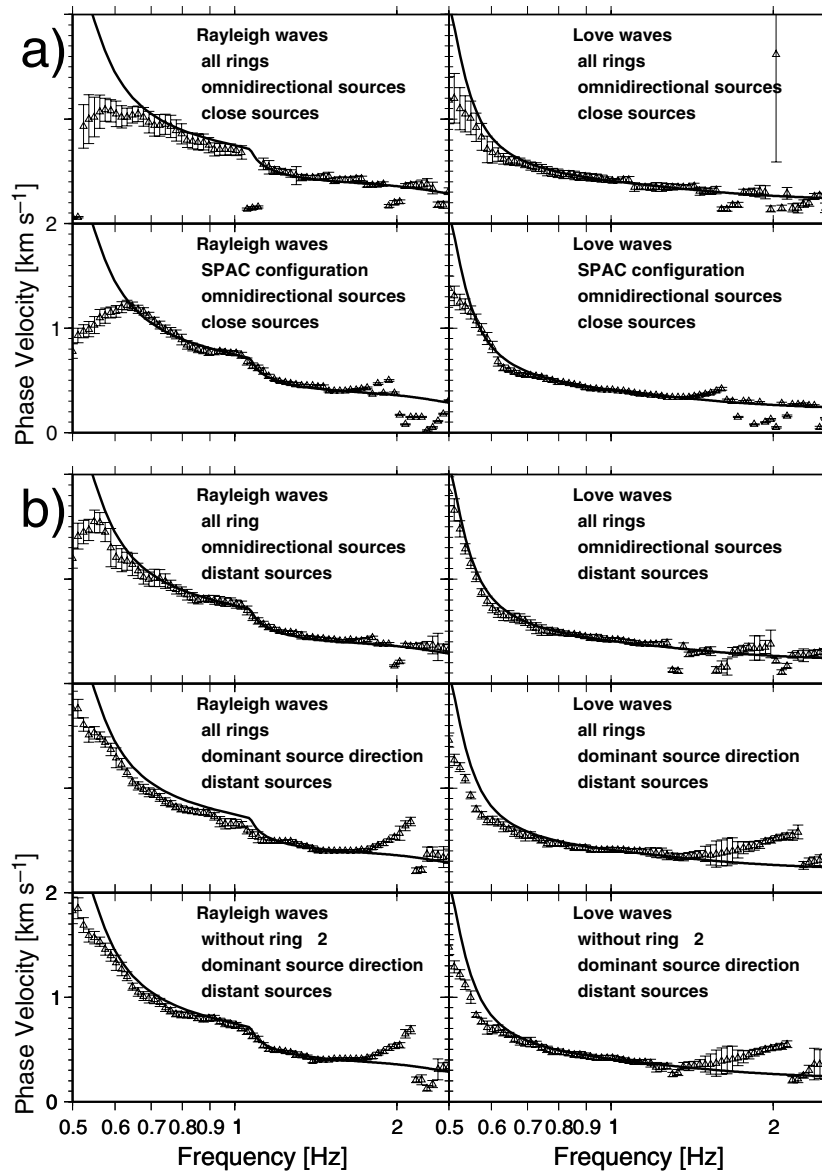 a)
Rayleigh waves
all rings
omnidirectional sources
close sources
Love waves
all rings
omnidirectional sources
close sources
2
1
0
Phase Velocity [km s⁻¹]
Rayleigh waves
SPAC configuration
omnidirectional sources
close sources
Love waves
SPAC configuration
omnidirectional sources
close sources
b)
Rayleigh waves
all ring
omnidirectional sources
distant sources
Love waves
all rings
omnidirectional sources
distant sources
Rayleigh waves
all rings
dominant source direction
distant sources
Love waves
all rings
dominant source direction
distant sources
2
1
0
Phase Velocity [km s⁻¹]
Rayleigh waves
without ring 2
dominant source direction
distant sources
Love waves
without ring 2
dominant source direction
distant sources
0.5 0.6 0.7 0.8 0.9 1 2
0.5 0.6 0.7 0.8 0.9 1 2
Frequency [Hz]
Frequency [Hz]